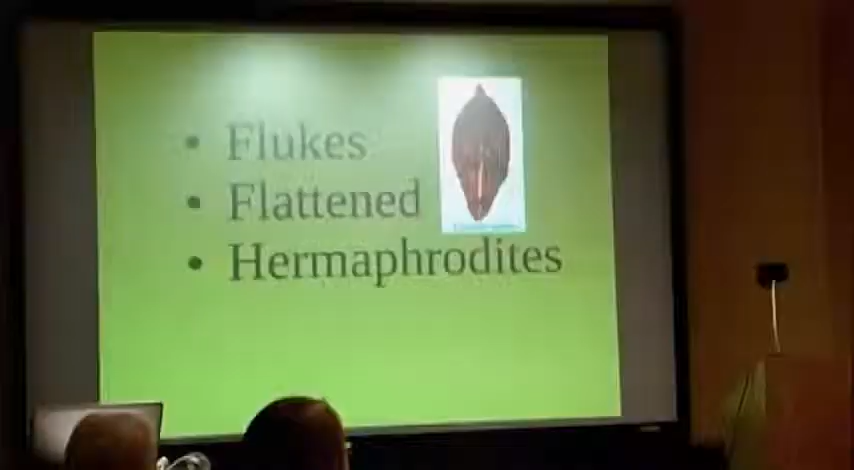 • Flukes
• Flattened
• Hermaphrodites